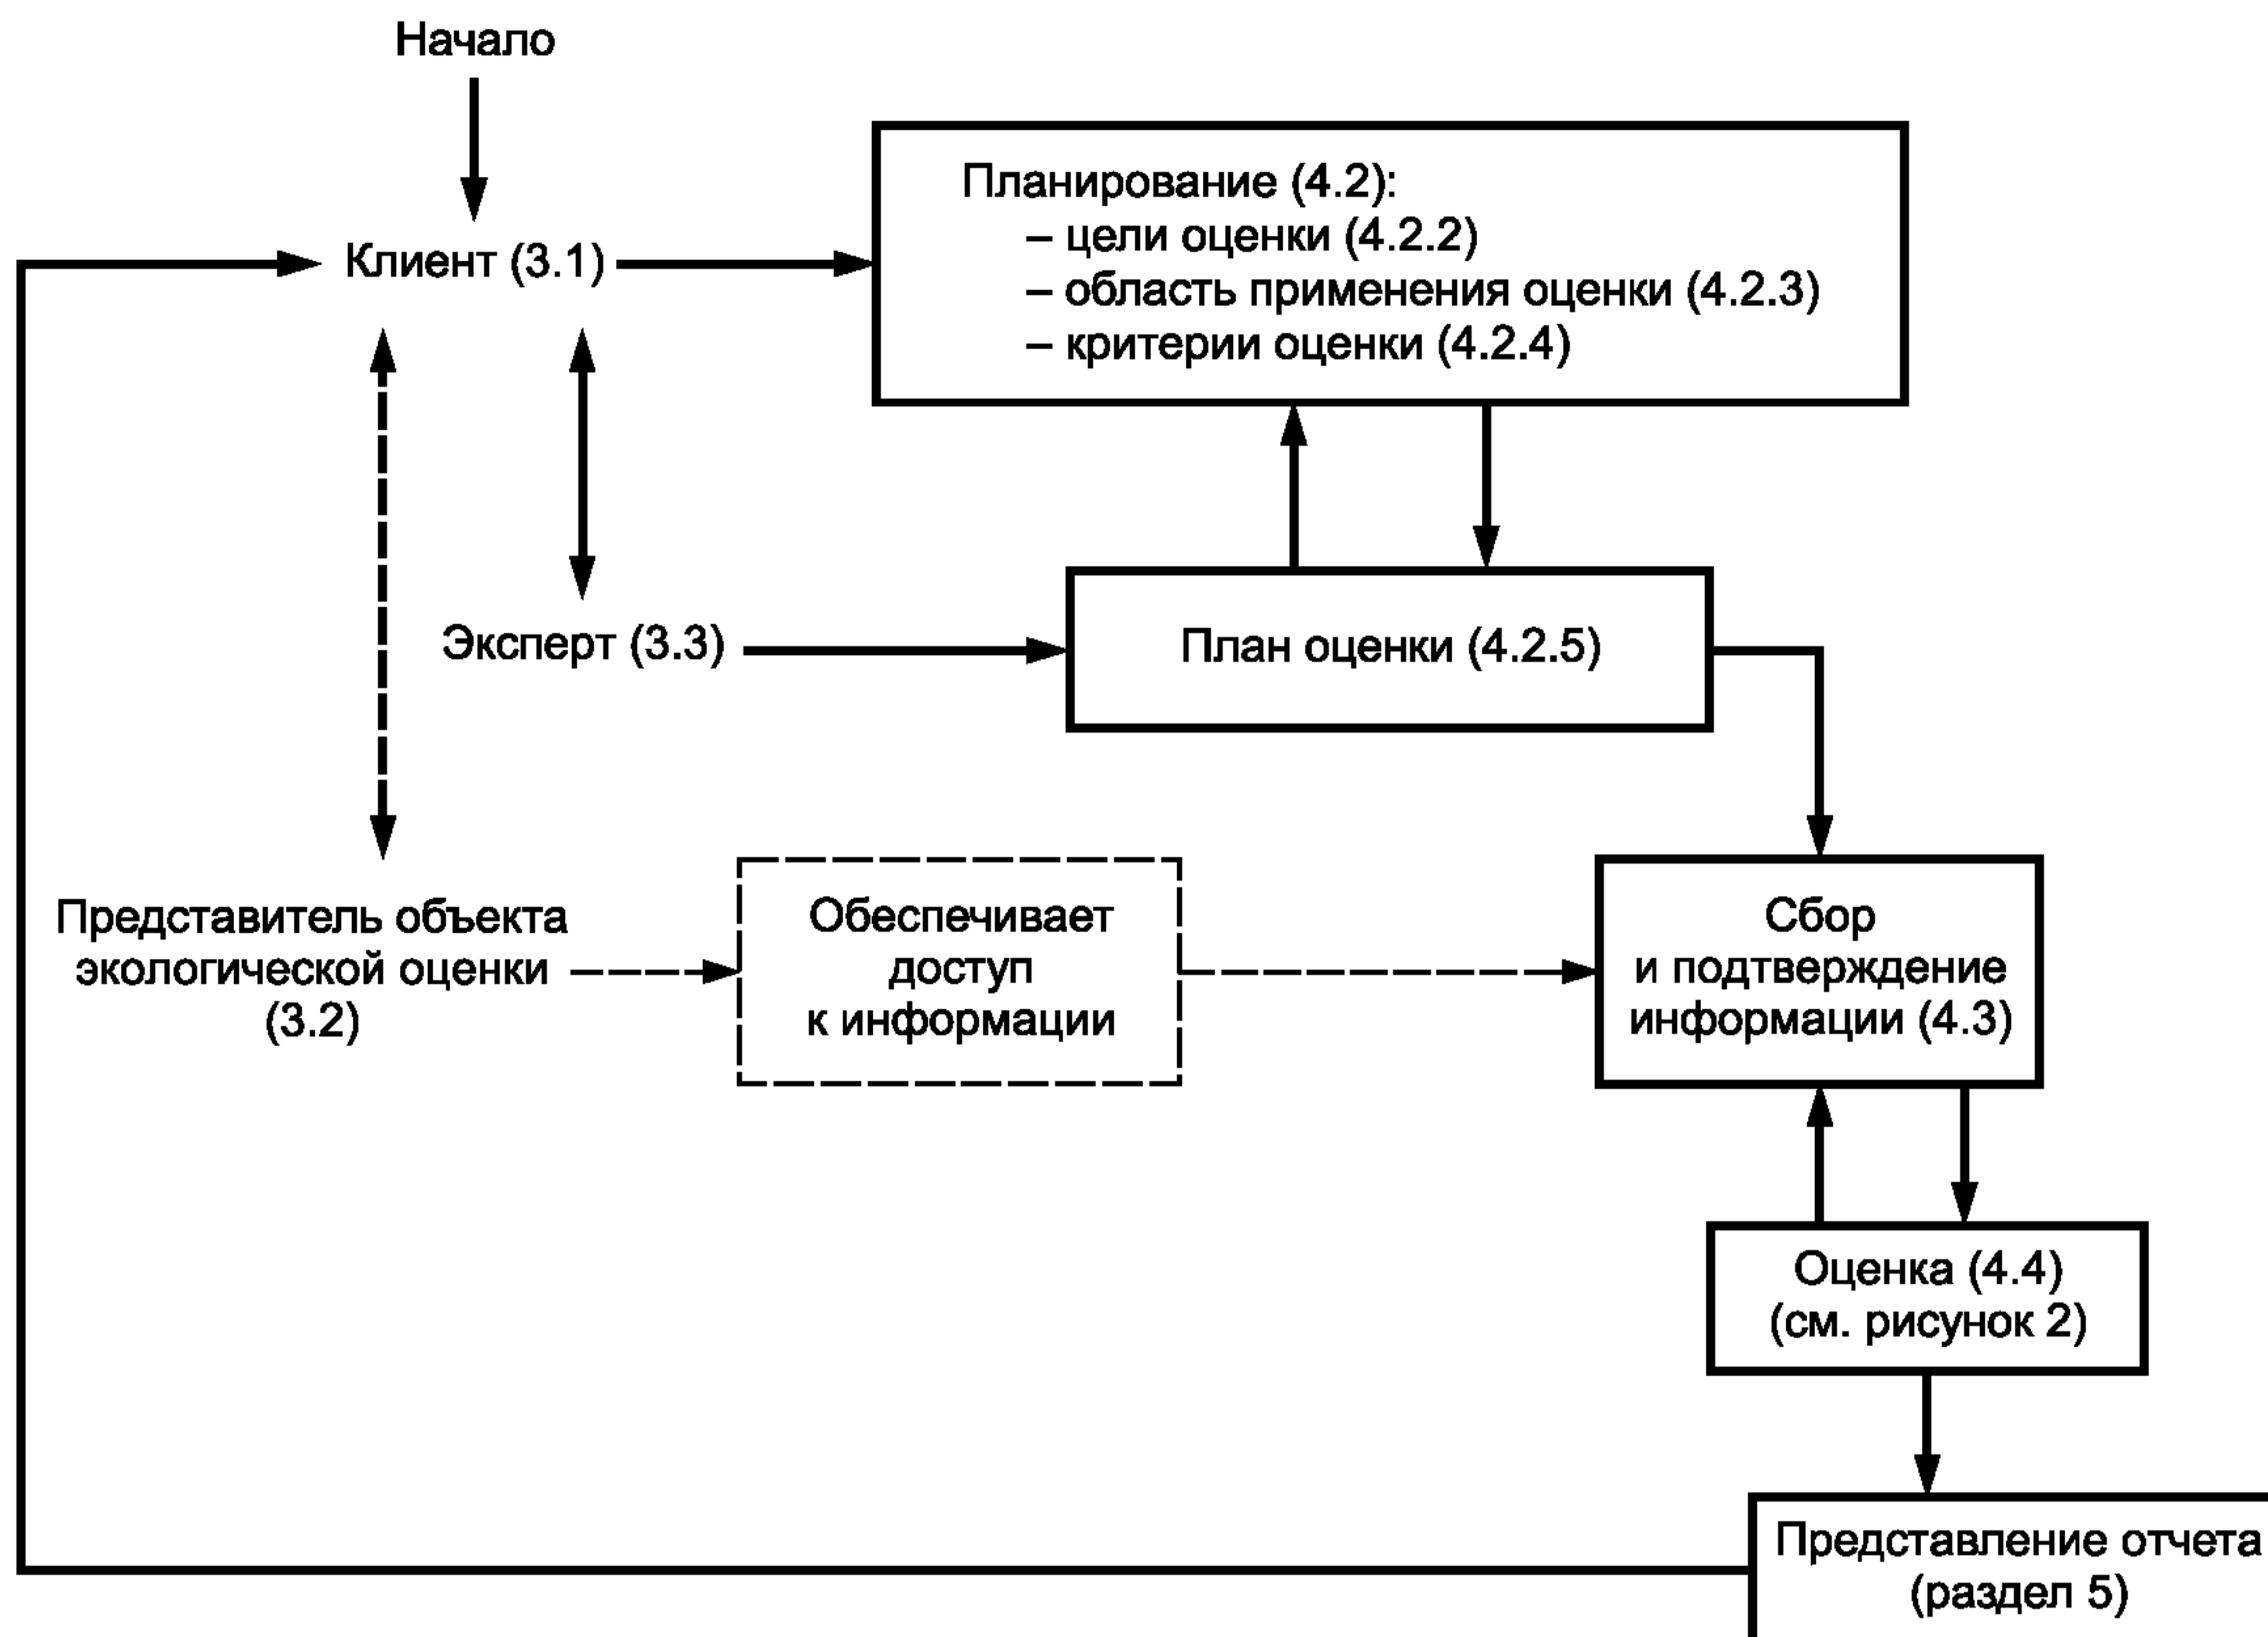 Начало
Клиент (3.1)
Планирование (4.2):
– цели оценки (4.2.2)
– область применения оценки (4.2.3)
– критерии оценки (4.2.4)
Эксперт (3.3)
План оценки (4.2.5)
Представитель объекта
экологической оценки
(3.2)
Обеспечивает
доступ
к информации
Сбор
и подтверждение
информации (4.3)
Оценка (4.4)
(см. рисунок 2)
Представление отчета
(раздел 5)